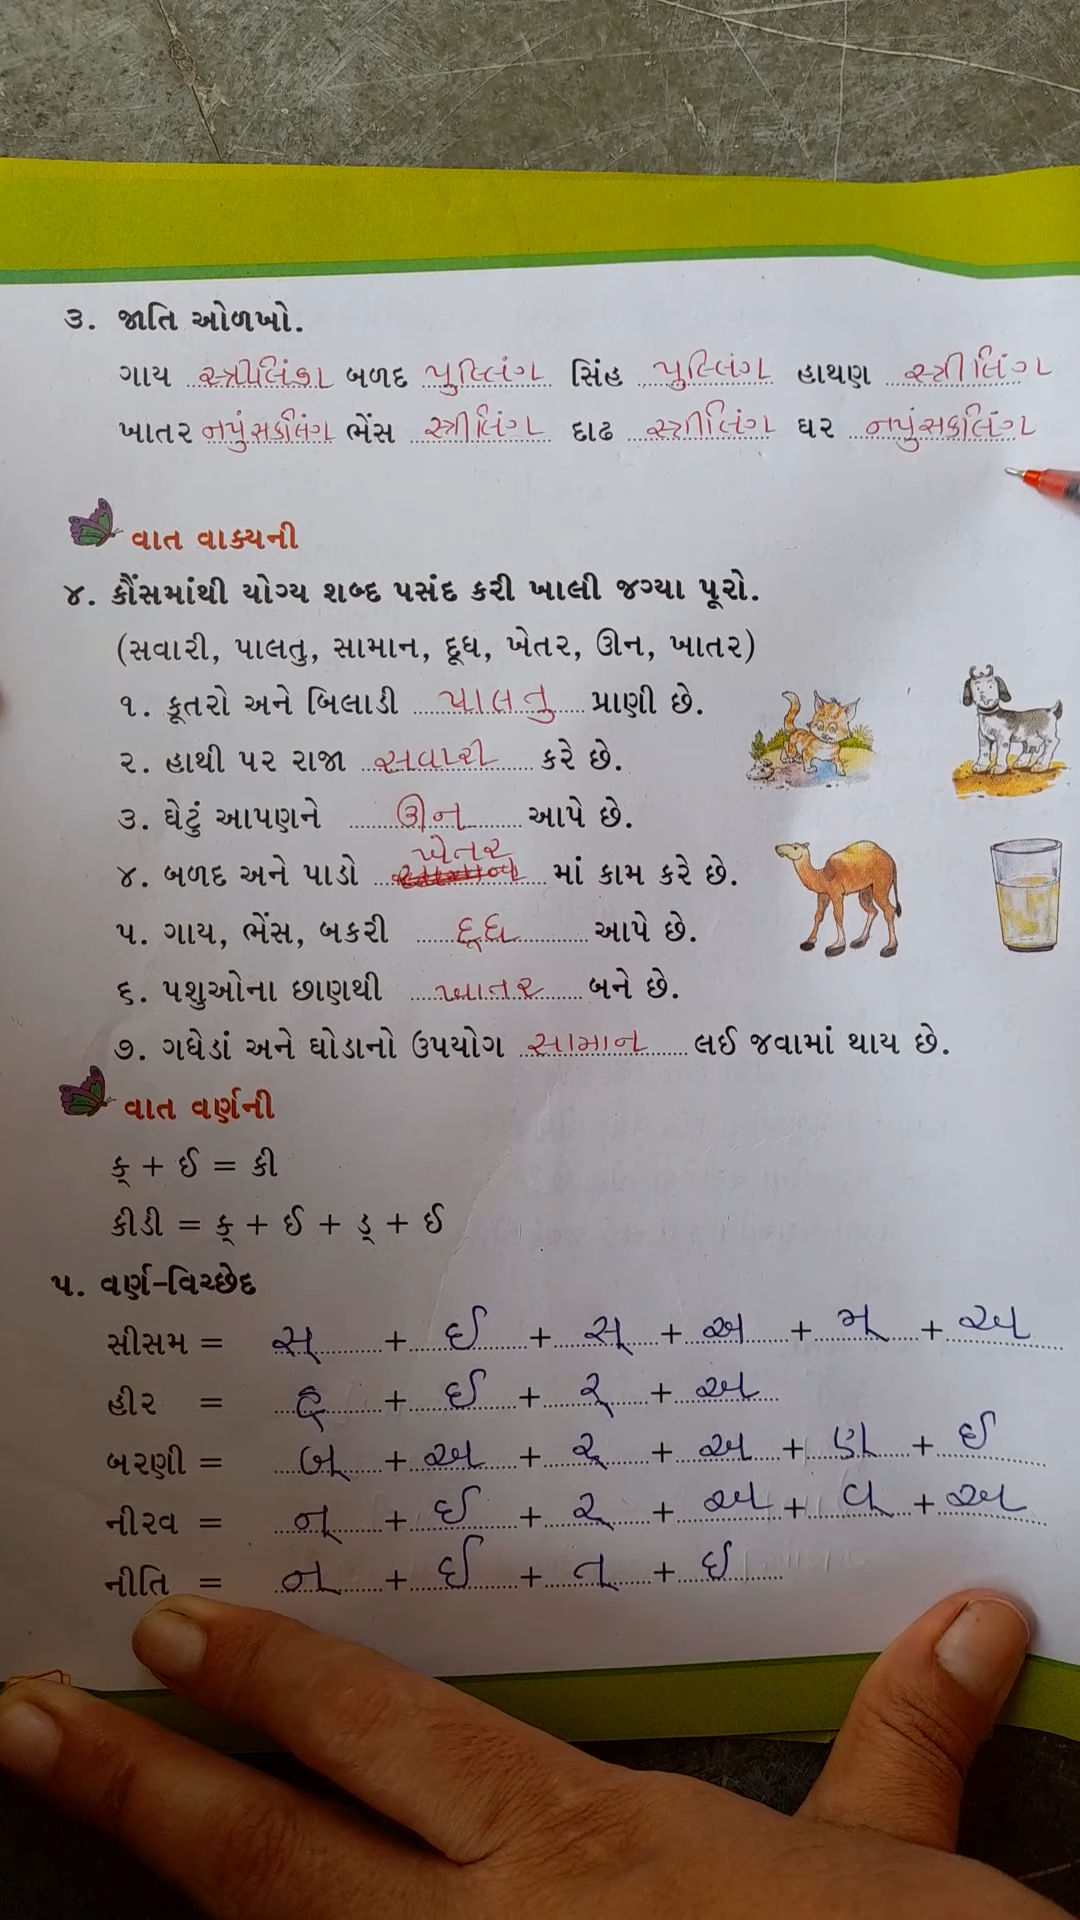 ૩. જાતિ ઓળખો.
ગાય સ્ત્રીલિંગ બળદ પુલ્લિંગ સિંહ પુલ્લિંગ હાથણ સ્ત્રીલિંગ
ખાતર નપુંસકલિંગ ભેંસ સ્ત્રીલિંગ દાઢ સ્ત્રીલિંગ ઘર નપુંસકલિંગ
વાત વાક્યની
૪. કૌંસમાંથી યોગ્ય શબ્દ પસંદ કરી ખાલી જગ્યા પૂરો.
(સવારી, પાલતુ, સામાન, દૂધ, ખેતર, ઊન, ખાતર)
૧. કૂતરો અને બિલાડી પાલતુ પ્રાણી છે.
૨. હાથી પર રાજા સવારી કરે છે.
૩. ઘેટું આપણને ઊન આપે છે.
૪. બળદ અને પાડો ખેતર માં કામ કરે છે.
૫. ગાય, ભેંસ, બકરી દૂધ આપે છે.
૬. પશુઓના છાણથી ખાતર બને છે.
૭. ગધેડાં અને ઘોડાનો ઉપયોગ સામાન લઈ જવામાં થાય છે.
વાત વર્ણની
ક્ + ઈ = કી
કીડી = ક્ + ઈ + ડ્ + ઈ
૫. વર્ણ-વિચ્છેદ
સીસમ = સ્ + ઈ + સ્ + અ + મ્ + અ
હીર = હ્ + ઈ + ર્ + અ
બરણી = બ્ + અ + ર્ + અ + ણ્ + ઈ
નીરવ = ન્ + ઈ + ર્ + અ + વ્ + અ
નીતિ = ન્ + ઈ + ત્ + ઇ